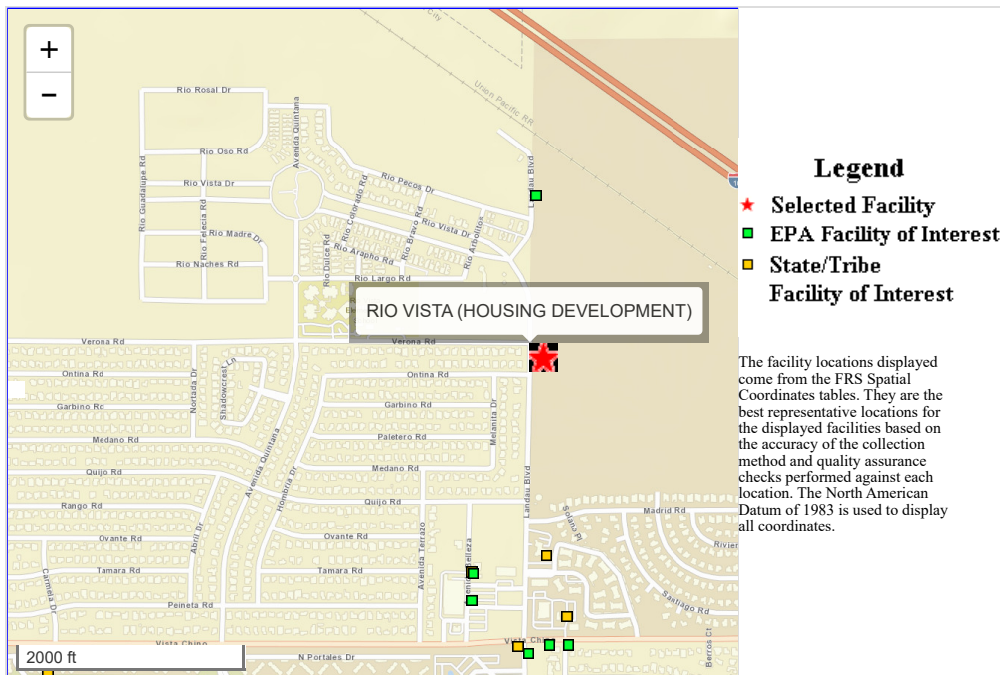 +
−
City
Union Pacific RR
Rio Rosal Dr
Avenida Quintana
Rio Guadalupe Rd
Rio Oso Rd
Rio Vista Dr
Rio Felecia Rd
Rio Madre Dr
Rio Naches Rd
Rio Pecos Dr
Rio Colorado Rd
Rio Bravo Rd
Rio Vista Dr
Rio Arbolitos
Rio Dulce Rd
Rio Arapho Rd
Rio Largo Rd
Landau Blvd
RIO VISTA (HOUSING DEVELOPMENT)
Verona Rd
Verona Rd
Ontina Rd
Nortada Dr
Shadowcrest Ln
Ontina Rd
Garbino Rc
Garbino Rd
Melanita Dr
Medano Rd
Avenida Quintana
Paletero Rd
Quijo Rd
Hombria Dr
Medano Rd
Landau Blvd
Rango Rd
Abril Dr
Quijo Rd
Solano Pl
Madrid Rd
Ovante Rd
Ovante Rd
Avenida Terrazo
Rivier
Tamara Rd
Tamara Rd
Carmela Dr
Peineta Rd
Saxtiago Rd
Vista Chino
Vista Chino
Berros Ct
N Portales Dr
2000 ft
Legend
Selected Facility
EPA Facility of Interest
State/Tribe
Facility of Interest
The facility locations displayed
come from the FRS Spatial
Coordinates tables. They are the
best representative locations for
the displayed facilities based on
the accuracy of the collection
method and quality assurance
checks performed against each
location. The North American
Datum of 1983 is used to display
all coordinates.